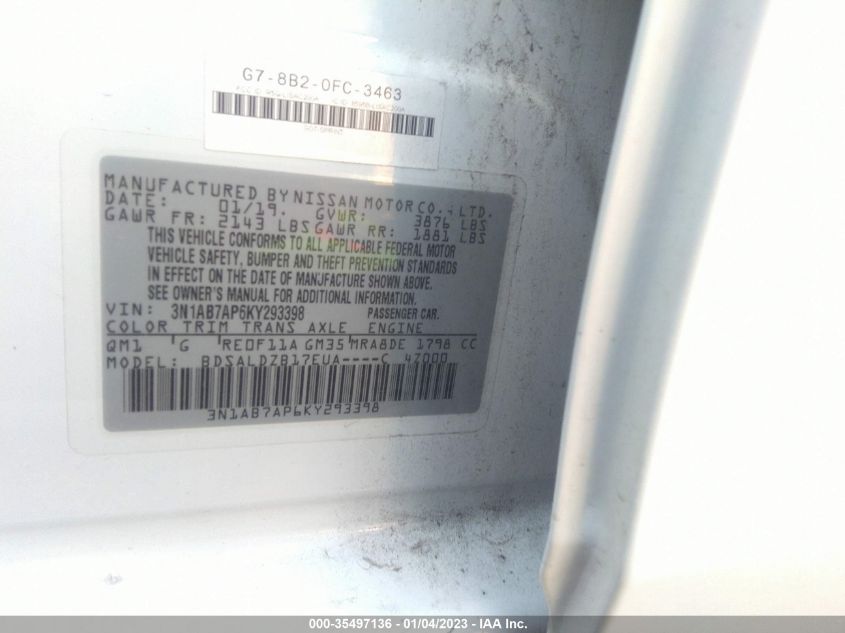 G7-8B2-0FC-3463
MANUFACTURED BY NISSAN MOTOR CO., LTD.
DATE: 01/19. GVWR: 3876 LBS
GAWR FR: 2143 LBS GAWR RR: 1881 LBS
THIS VEHICLE CONFORMS TO ALL APPLICABLE FEDERAL MOTOR
VEHICLE SAFETY, BUMPER AND THEFT PREVENTION STANDARDS
IN EFFECT ON THE DATE OF MANUFACTURE SHOWN ABOVE.
SEE OWNER'S MANUAL FOR ADDITIONAL INFORMATION.
VIN: 3N1AB7AP6KY293398 PASSENGER CAR.
COLOR TRIM TRANS AXLE ENGINE
QM1 G RE0F11A GM35 MRA8DE 1798 CC
MODEL: BDSALDZB17EUA----C 4Z000
3N1AB7AP6KY293398
000-35497136 - 01/04/2023 - © IAA Inc.